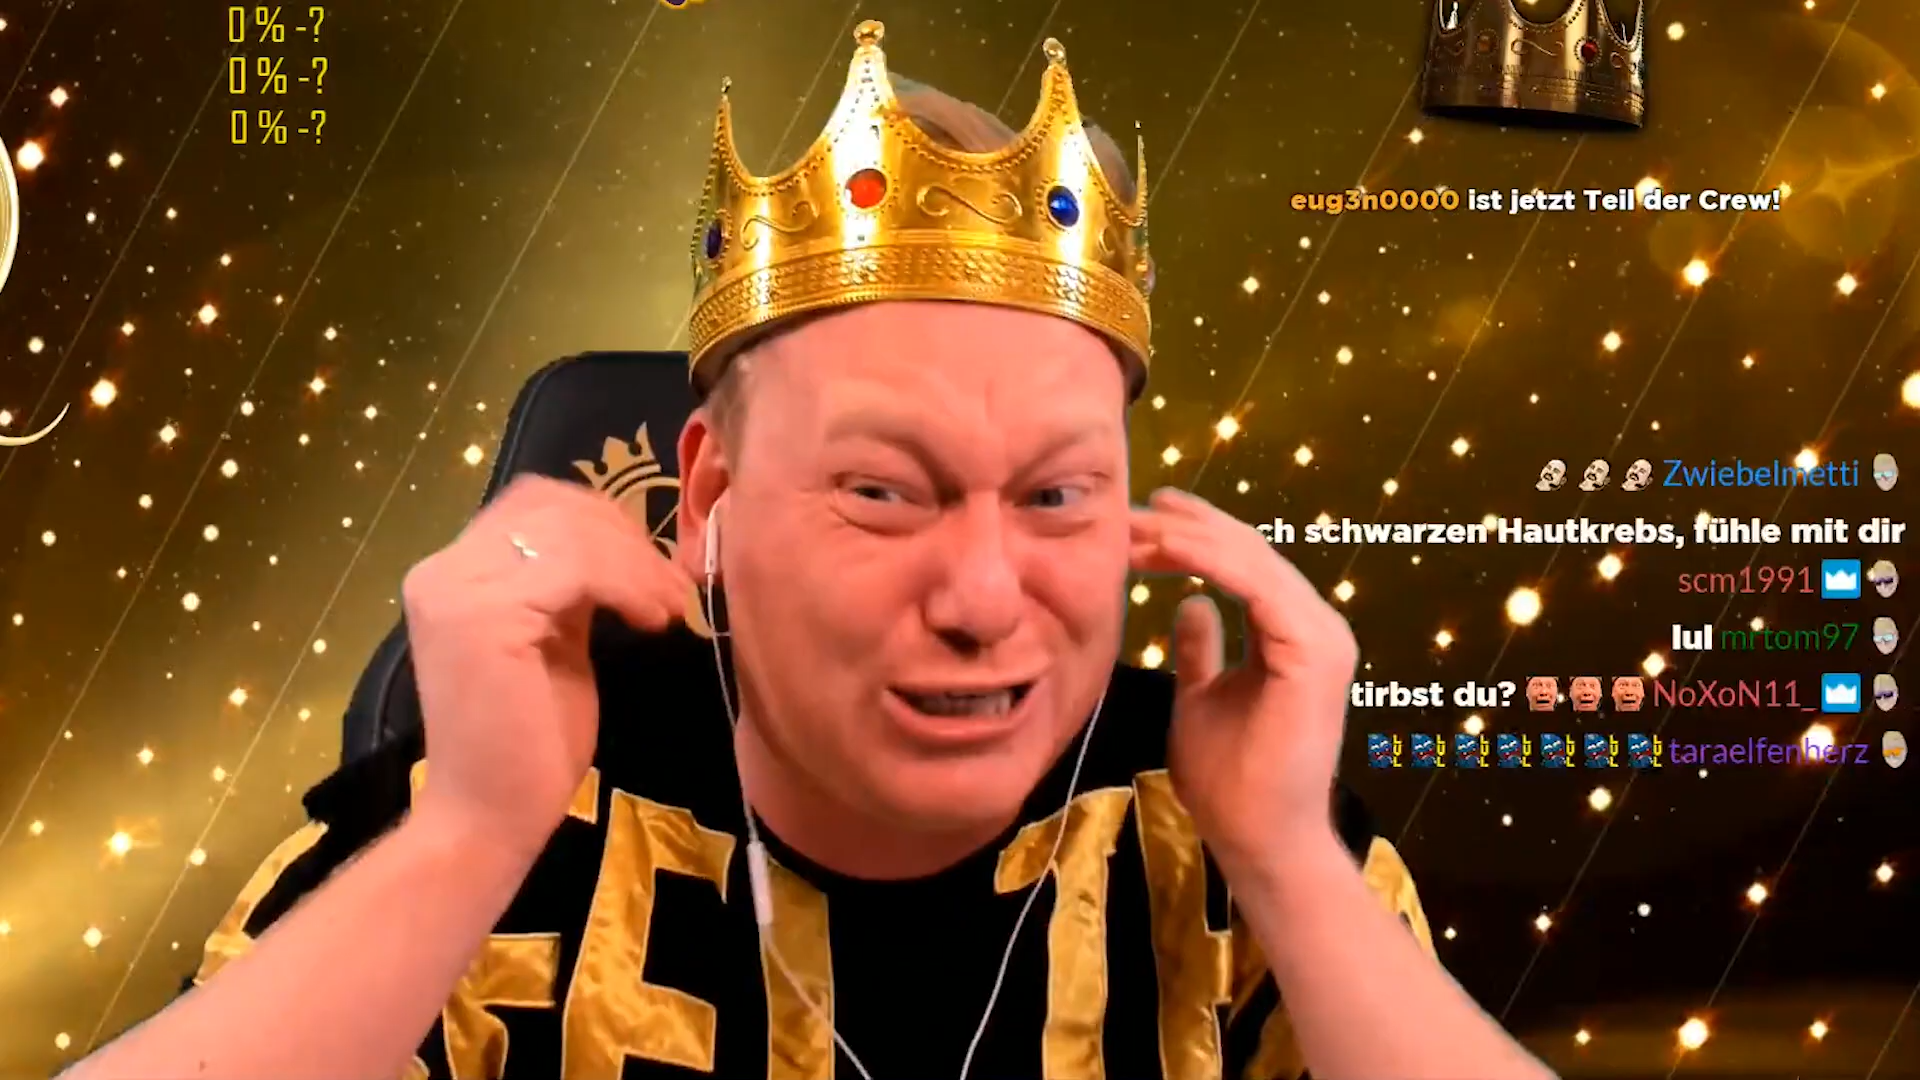 0 % -?
0 % -?
0 % -?
eug3n0000 ist jetzt Teil der Crew!
Zwiebelmetti
ch schwarzen Hautkrebs, fühle mit dir
scm1991
lul mrtom97
tirbst du? NoXoN11_
taraelfenherz